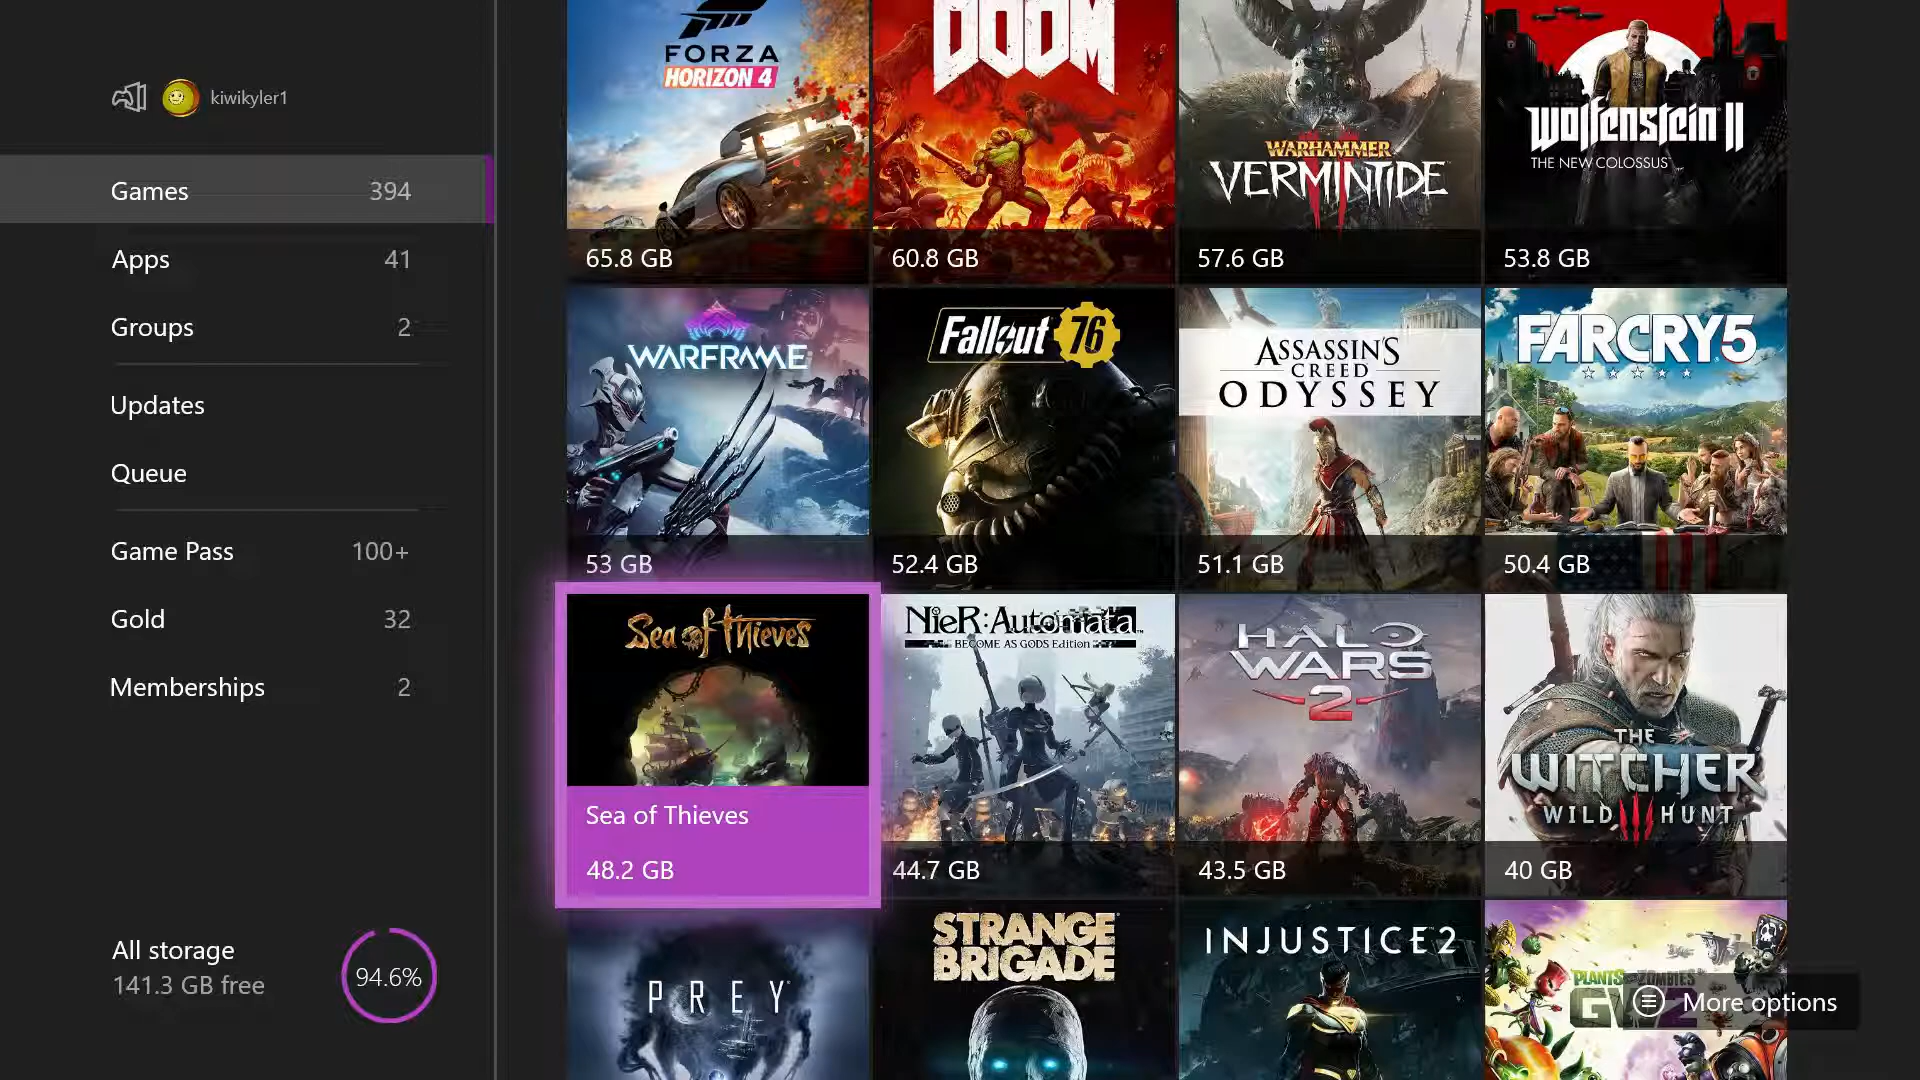 kiwikyler1
Games 394
Apps 41
Groups 2
Updates
Queue
Game Pass 100+
Gold 32
Memberships 2
All storage
141.3 GB free
94.6%
FORZA
HORIZON 4
65.8 GB
DOOM
60.8 GB
WARHAMMER
VERMINTIDE
II
57.6 GB
Wolfenstein II
THE NEW COLOSSUS
53.8 GB
WARFRAME
53 GB
Fallout 76
52.4 GB
ASSASSIN'S
CREED
ODYSSEY
51.1 GB
FARCRY5
50.4 GB
Sea of Thieves
Sea of Thieves
48.2 GB
NieR:Automata
BECOME AS GODS Edition
44.7 GB
HALO
WARS
2
43.5 GB
THE
WITCHER
WILD III HUNT
40 GB
PREY
STRANGE
BRIGADE
INJUSTICE 2
PLANTS VS ZOMBIES
GW2
More options